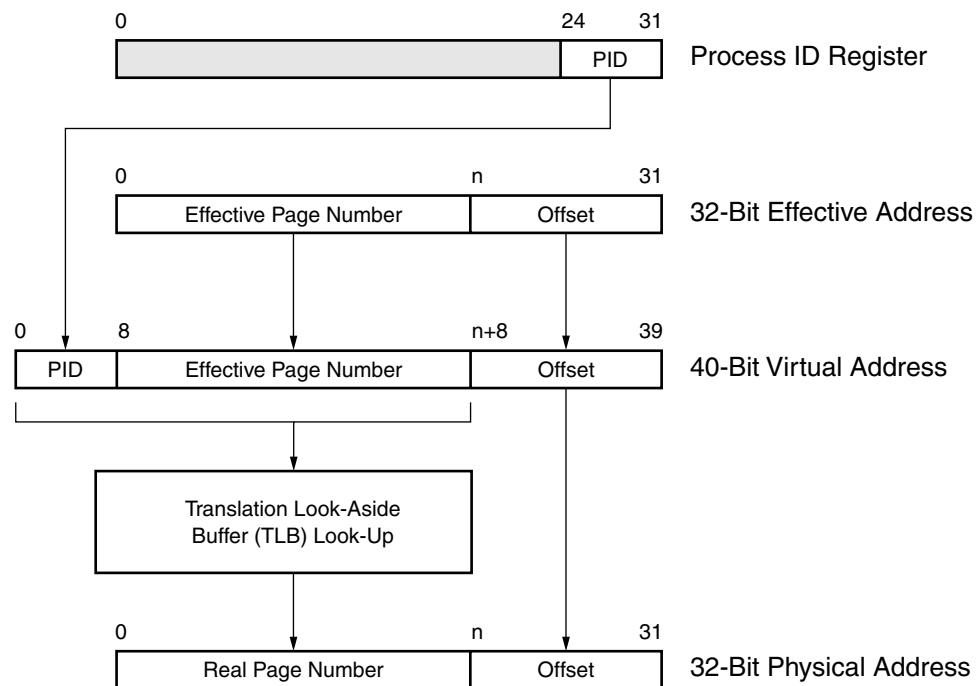 0 24 31
PID Process ID Register
0 n 31
Effective Page Number Offset 32-Bit Effective Address
0 8 n+8 39
PID Effective Page Number Offset 40-Bit Virtual Address
Translation Look-Aside
Buffer (TLB) Look-Up
0 n 31
Real Page Number Offset 32-Bit Physical Address